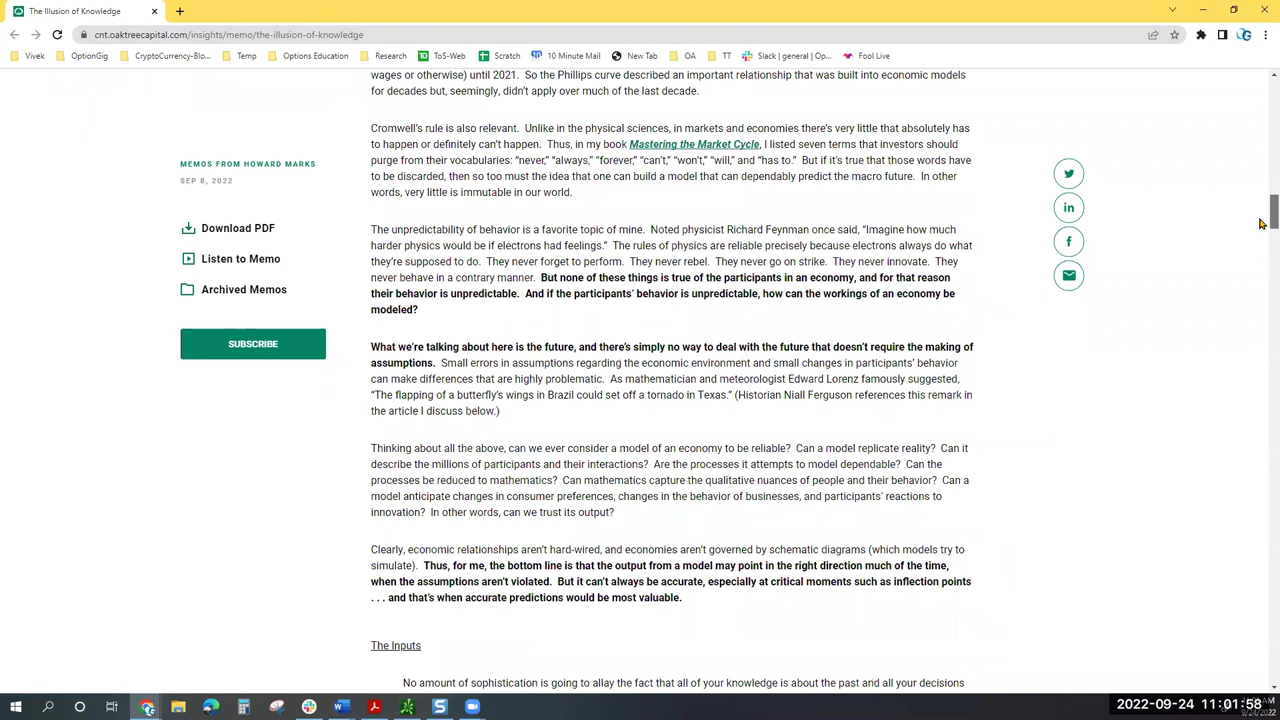 The Illusion of Knowledge
cnt.oaktreecapital.com/insights/memo/the-illusion-of-knowledge
Vivek OptionGig CryptoCurrency-Blo... Temp Options Education Research ToS-Web Scratch 10 Minute Mail New Tab OA TT Slack | general | Op... Fool Live
wages or otherwise) until 2021. So the Phillips curve described an important relationship that was built into economic models
for decades but, seemingly, didn't apply over much of the last decade.
Cromwell's rule is also relevant. Unlike in the physical sciences, in markets and economies there's very little that absolutely has
to happen or definitely can't happen. Thus, in my book Mastering the Market Cycle, I listed seven terms that investors should
purge from their vocabularies: “never,” “always,” “forever,” “can't,” “won't,” “will,” and “has to.” But if it's true that those words have
to be discarded, then so too must the idea that one can build a model that can dependably predict the macro future. In other
words, very little is immutable in our world.
MEMOS FROM HOWARD MARKS
SEP 8, 2022
Download PDF
Listen to Memo
Archived Memos
SUBSCRIBE
The unpredictability of behavior is a favorite topic of mine. Noted physicist Richard Feynman once said, “Imagine how much
harder physics would be if electrons had feelings.” The rules of physics are reliable precisely because electrons always do what
they're supposed to do. They never forget to perform. They never rebel. They never go on strike. They never innovate. They
never behave in a contrary manner. But none of these things is true of the participants in an economy, and for that reason
their behavior is unpredictable. And if the participants' behavior is unpredictable, how can the workings of an economy be
modeled?
What we're talking about here is the future, and there's simply no way to deal with the future that doesn't require the making of
assumptions. Small errors in assumptions regarding the economic environment and small changes in participants' behavior
can make differences that are highly problematic. As mathematician and meteorologist Edward Lorenz famously suggested,
“The flapping of a butterfly's wings in Brazil could set off a tornado in Texas.” (Historian Niall Ferguson references this remark in
the article I discuss below.)
Thinking about all the above, can we ever consider a model of an economy to be reliable? Can a model replicate reality? Can it
describe the millions of participants and their interactions? Are the processes it attempts to model dependable? Can the
processes be reduced to mathematics? Can mathematics capture the qualitative nuances of people and their behavior? Can a
model anticipate changes in consumer preferences, changes in the behavior of businesses, and participants' reactions to
innovation? In other words, can we trust its output?
Clearly, economic relationships aren't hard-wired, and economies aren't governed by schematic diagrams (which models try to
simulate). Thus, for me, the bottom line is that the output from a model may point in the right direction much of the time,
when the assumptions aren't violated. But it can't always be accurate, especially at critical moments such as inflection points
. . . and that's when accurate predictions would be most valuable.
The Inputs
No amount of sophistication is going to allay the fact that all of your knowledge is about the past and all your decisions
2022-09-24 11:01:58